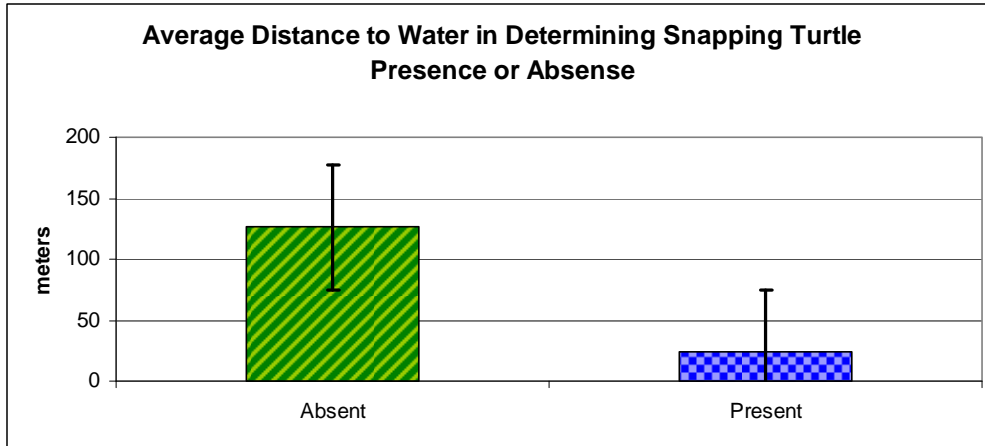 Average Distance to Water in Determining Snapping Turtle
Presence or Absense
meters
200
150
100
50
0
Absent
Present